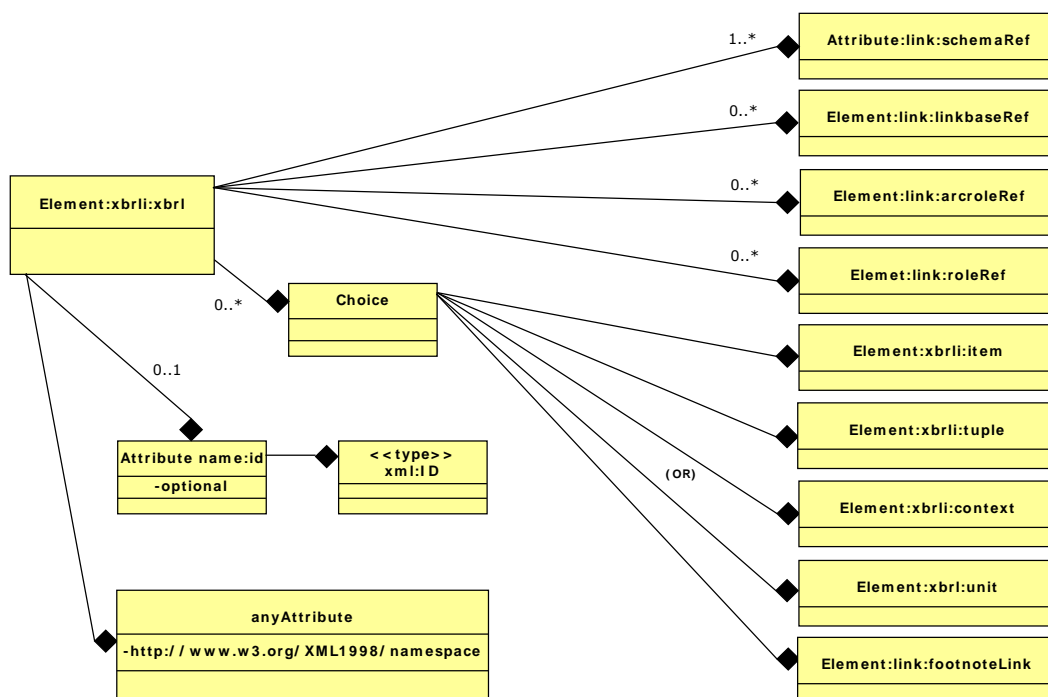 1..*
Attribute:link:schemaRef
0..*
Element:link:linkbaseRef
Element:xbrli:xbrl
0..*
Element:link:arcroleRef
0..*
Elemet:link:roleRef
0..*
Choice
Element:xbrli:item
0..1
Element:xbrli:tuple
Attribute name:id
-optional
<<type>>
xml:ID
(OR)
Element:xbrli:context
Element:xbrl:unit
anyAttribute
-http://www.w3.org/XML1998/namespace
Element:link:footnoteLink